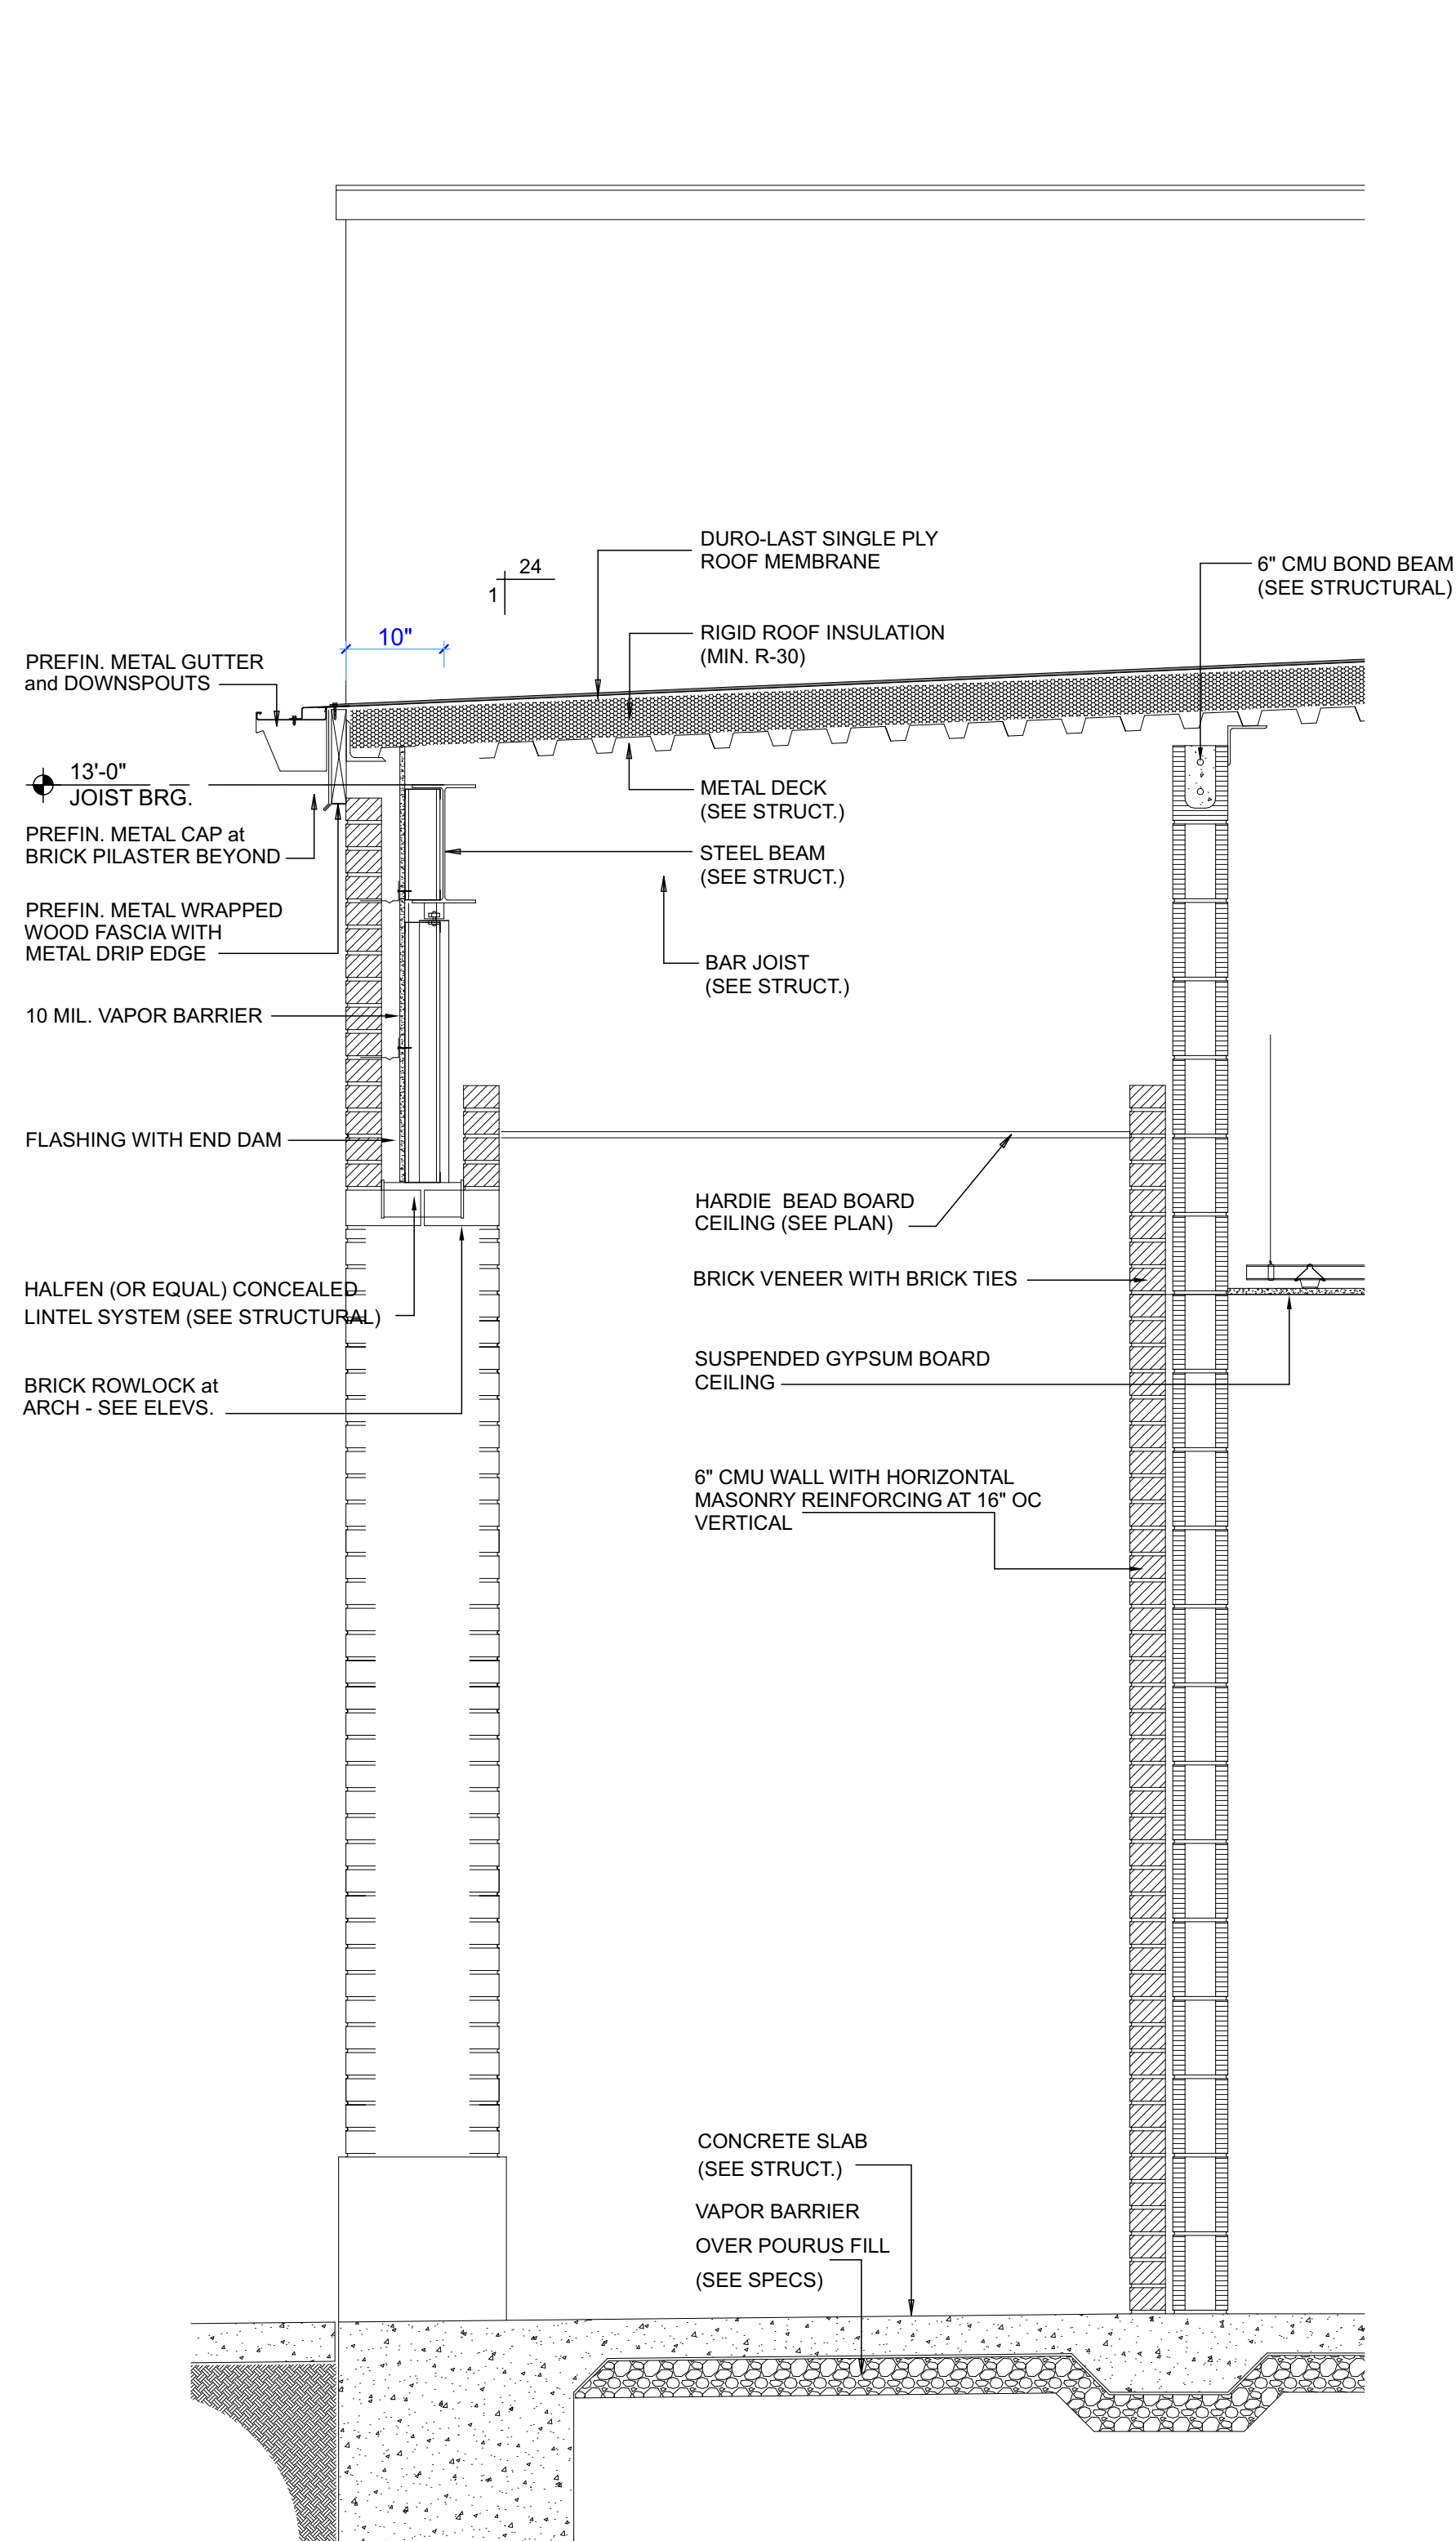 DURO-LAST SINGLE PLY
ROOF MEMBRANE
24
1
6" CMU BOND BEAM
(SEE STRUCTURAL)
10"
RIGID ROOF INSULATION
(MIN. R-30)
PREFIN. METAL GUTTER
and DOWNSPOUTS
13'-0"
JOIST BRG.
METAL DECK
(SEE STRUCT.)
PREFIN. METAL CAP at
BRICK PILASTER BEYOND
STEEL BEAM
(SEE STRUCT.)
PREFIN. METAL WRAPPED
WOOD FASCIA WITH
METAL DRIP EDGE
BAR JOIST
(SEE STRUCT.)
10 MIL. VAPOR BARRIER
FLASHING WITH END DAM
HARDIE BEAD BOARD
CEILING (SEE PLAN)
BRICK VENEER WITH BRICK TIES
HALFEN (OR EQUAL) CONCEALED
LINTEL SYSTEM (SEE STRUCTURAL)
SUSPENDED GYPSUM BOARD
CEILING
BRICK ROWLOCK at
ARCH - SEE ELEVS.
6" CMU WALL WITH HORIZONTAL
MASONRY REINFORCING AT 16" OC
VERTICAL
CONCRETE SLAB
(SEE STRUCT.)
VAPOR BARRIER
OVER POURUS FILL
(SEE SPECS)